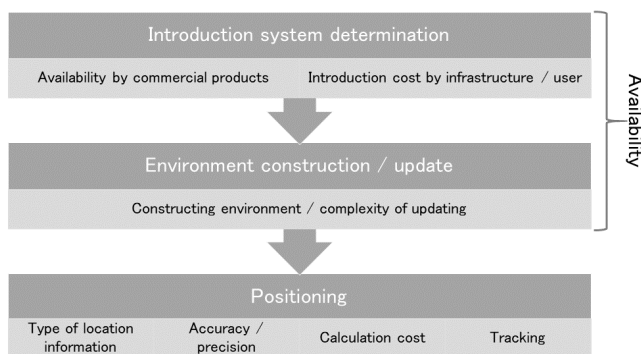 Introduction system determination
Availability by commercial products
Introduction cost by infrastructure / user
Availability
Environment construction / update
Constructing environment / complexity of updating
Positioning
Type of location
information
Accuracy /
precision
Calculation cost
Tracking